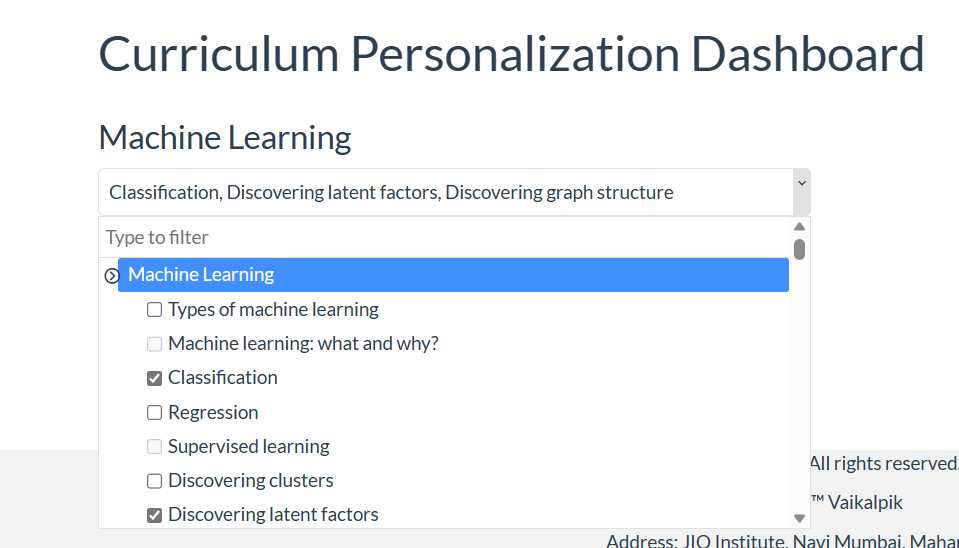 Curriculum Personalization Dashboard
Machine Learning
Classification, Discovering latent factors, Discovering graph structure
Type to filter
Machine Learning
Types of machine learning
Machine learning: what and why?
Classification
Regression
Supervised learning
All rights reserved.
Discovering clusters
™ Vaikalpik
Discovering latent factors
Address: JIO Institute, Navi Mumbai, Mahar